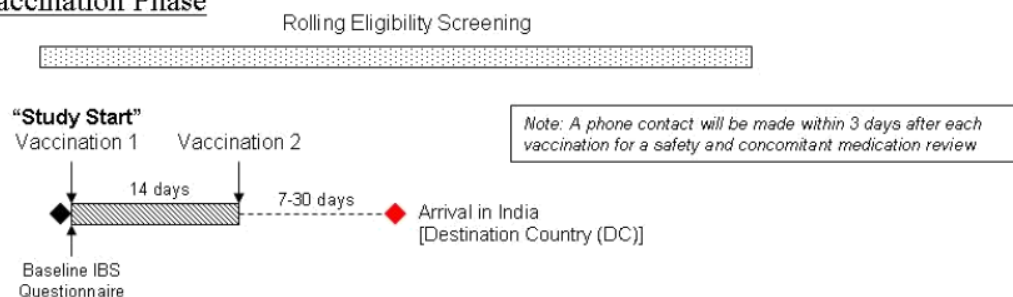 Rolling Eligibility Screening
"Study Start"
Vaccination 1
Vaccination 2
Note: A phone contact will be made within 3 days after each
vaccination for a safety and concomitant medication review
14 days
7-30 days
Arrival in India
[Destination Country (DC)]
Baseline IBS
Questionnaire